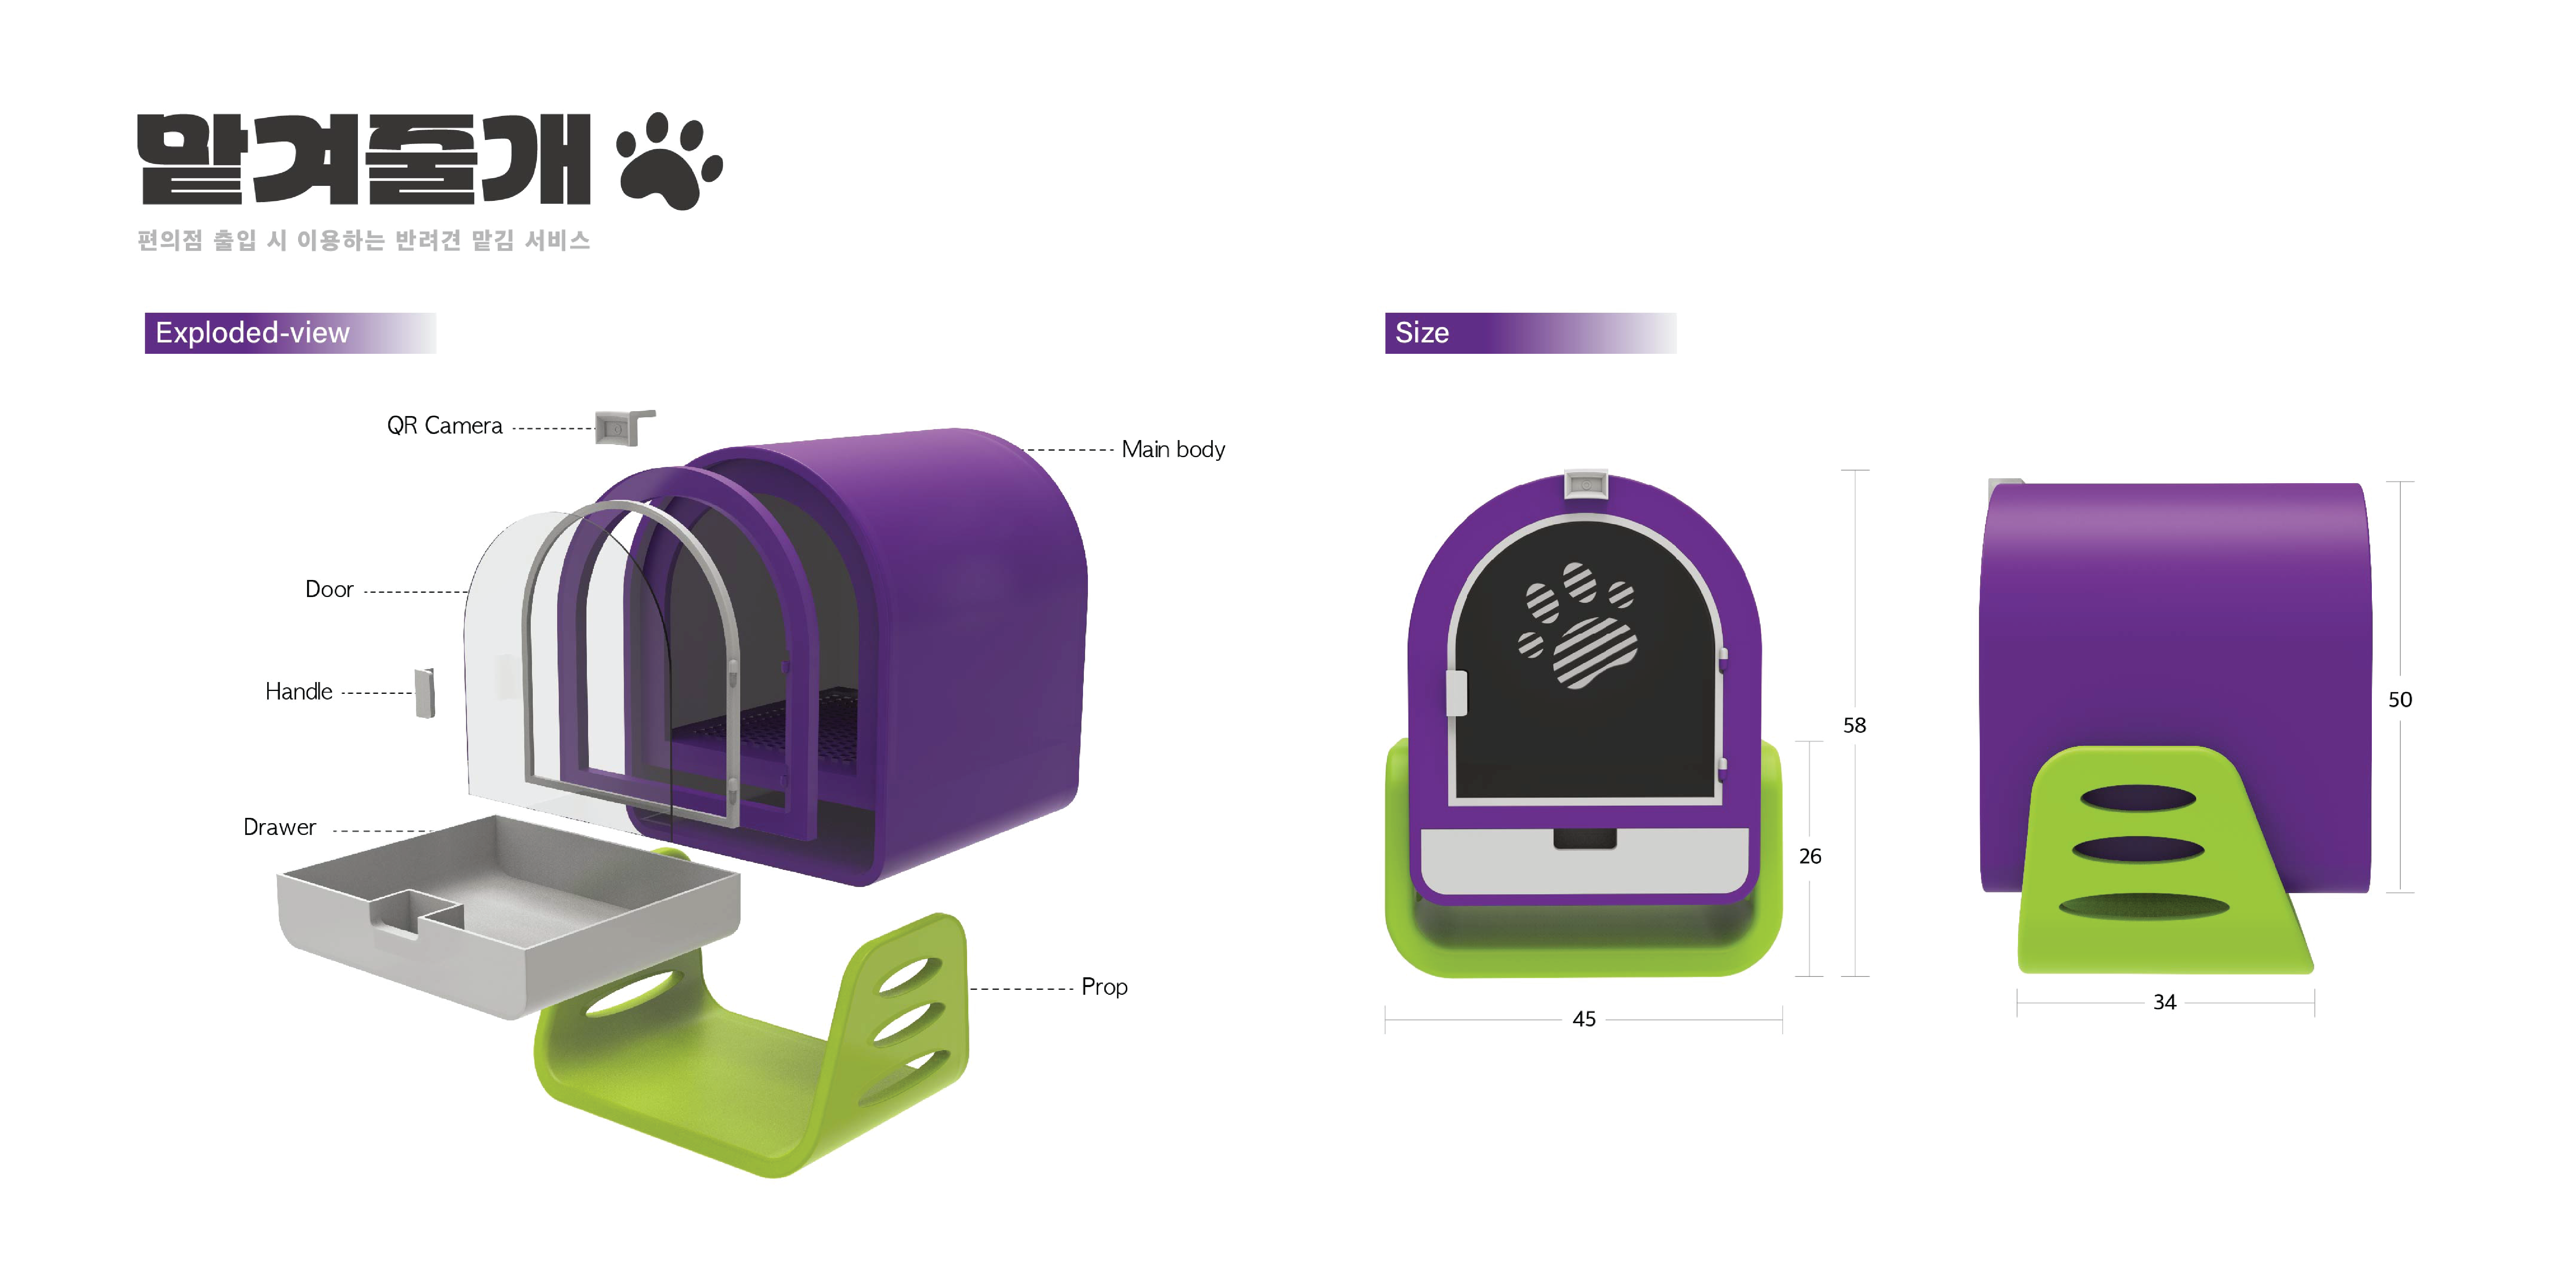 맡겨줄개
편의점 출입 시 이용하는 반려견 맡김 서비스
Exploded-view
QR Camera
Main body
Door
Handle
Drawer
Prop
Size
58
26
45
50
34